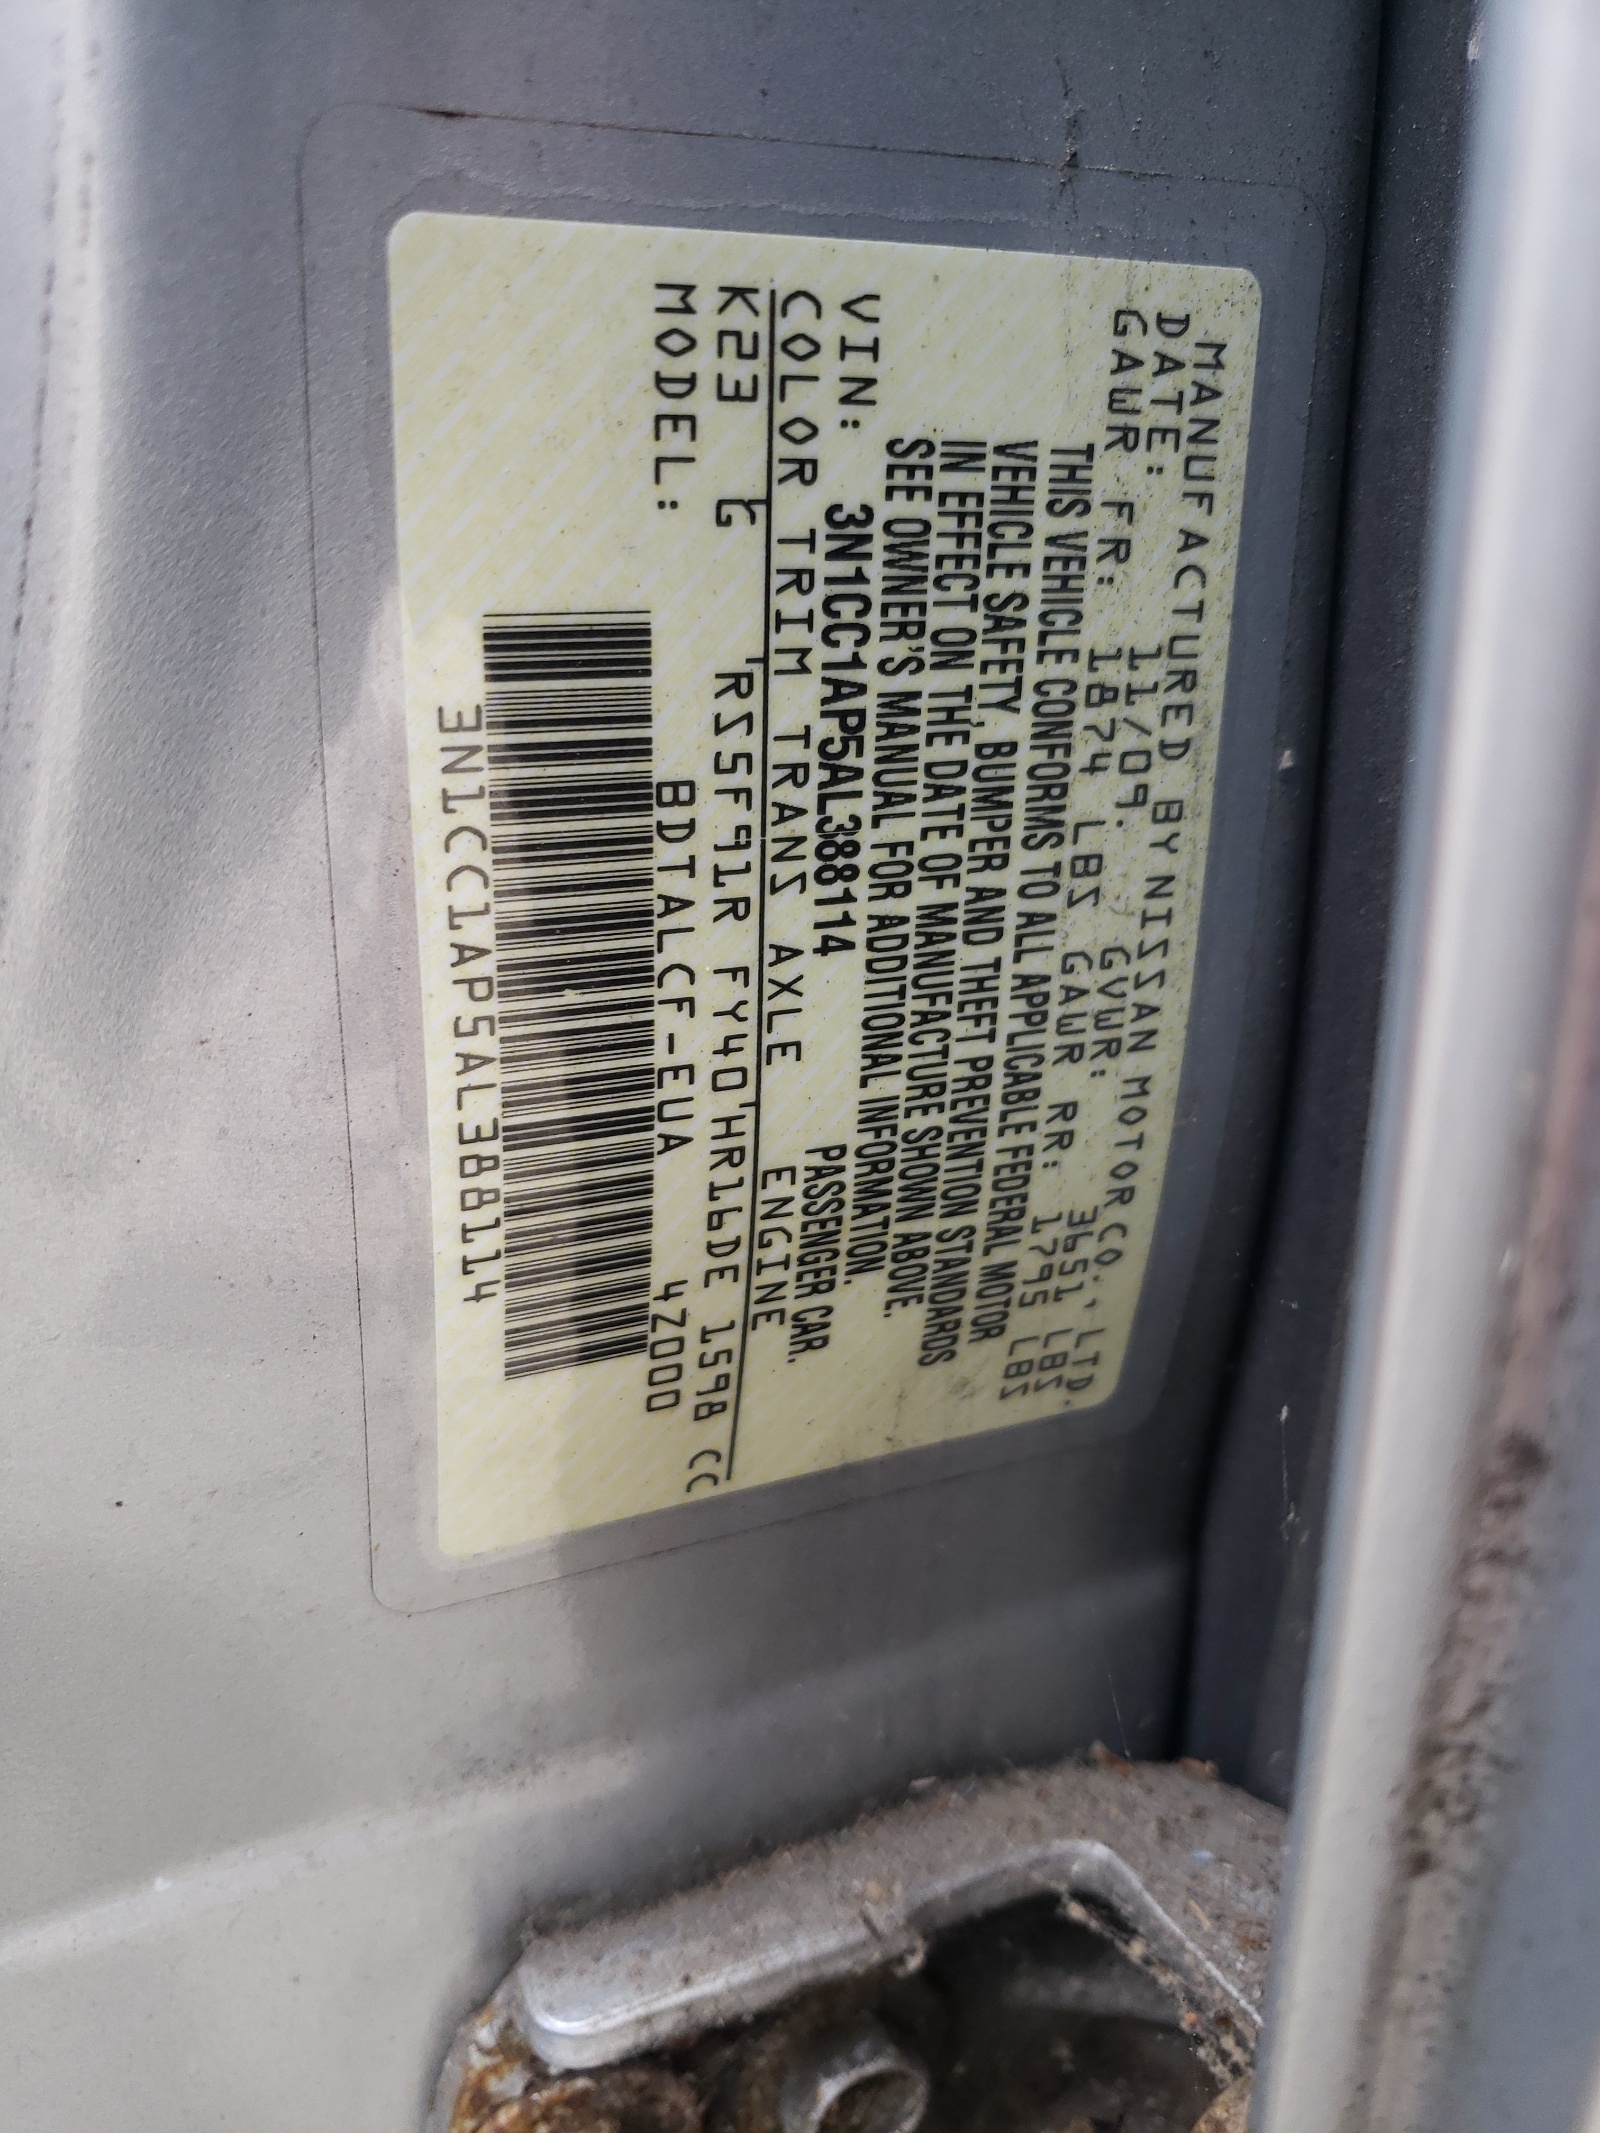 MANUFACTURED BY NISSAN MOTOR CO., LTD.
DATE: 11/09. GVWR: 3651 LBS.
GAWR FR: 1874 LBS GAWR RR: 1795 LBS
THIS VEHICLE CONFORMS TO ALL APPLICABLE FEDERAL MOTOR
VEHICLE SAFETY, BUMPER AND THEFT PREVENTION STANDARDS
IN EFFECT ON THE DATE OF MANUFACTURE SHOWN ABOVE.
SEE OWNER'S MANUAL FOR ADDITIONAL INFORMATION.
VIN: 3N1CC1AP5AL388114 PASSENGER CAR.
COLOR TRIM TRANS AXLE ENGINE
K23 G RS5F91R FY40 HR16DE 1598 CC
MODEL: BDTALCF-EUA 4Z000
3N1CC1AP5AL388114